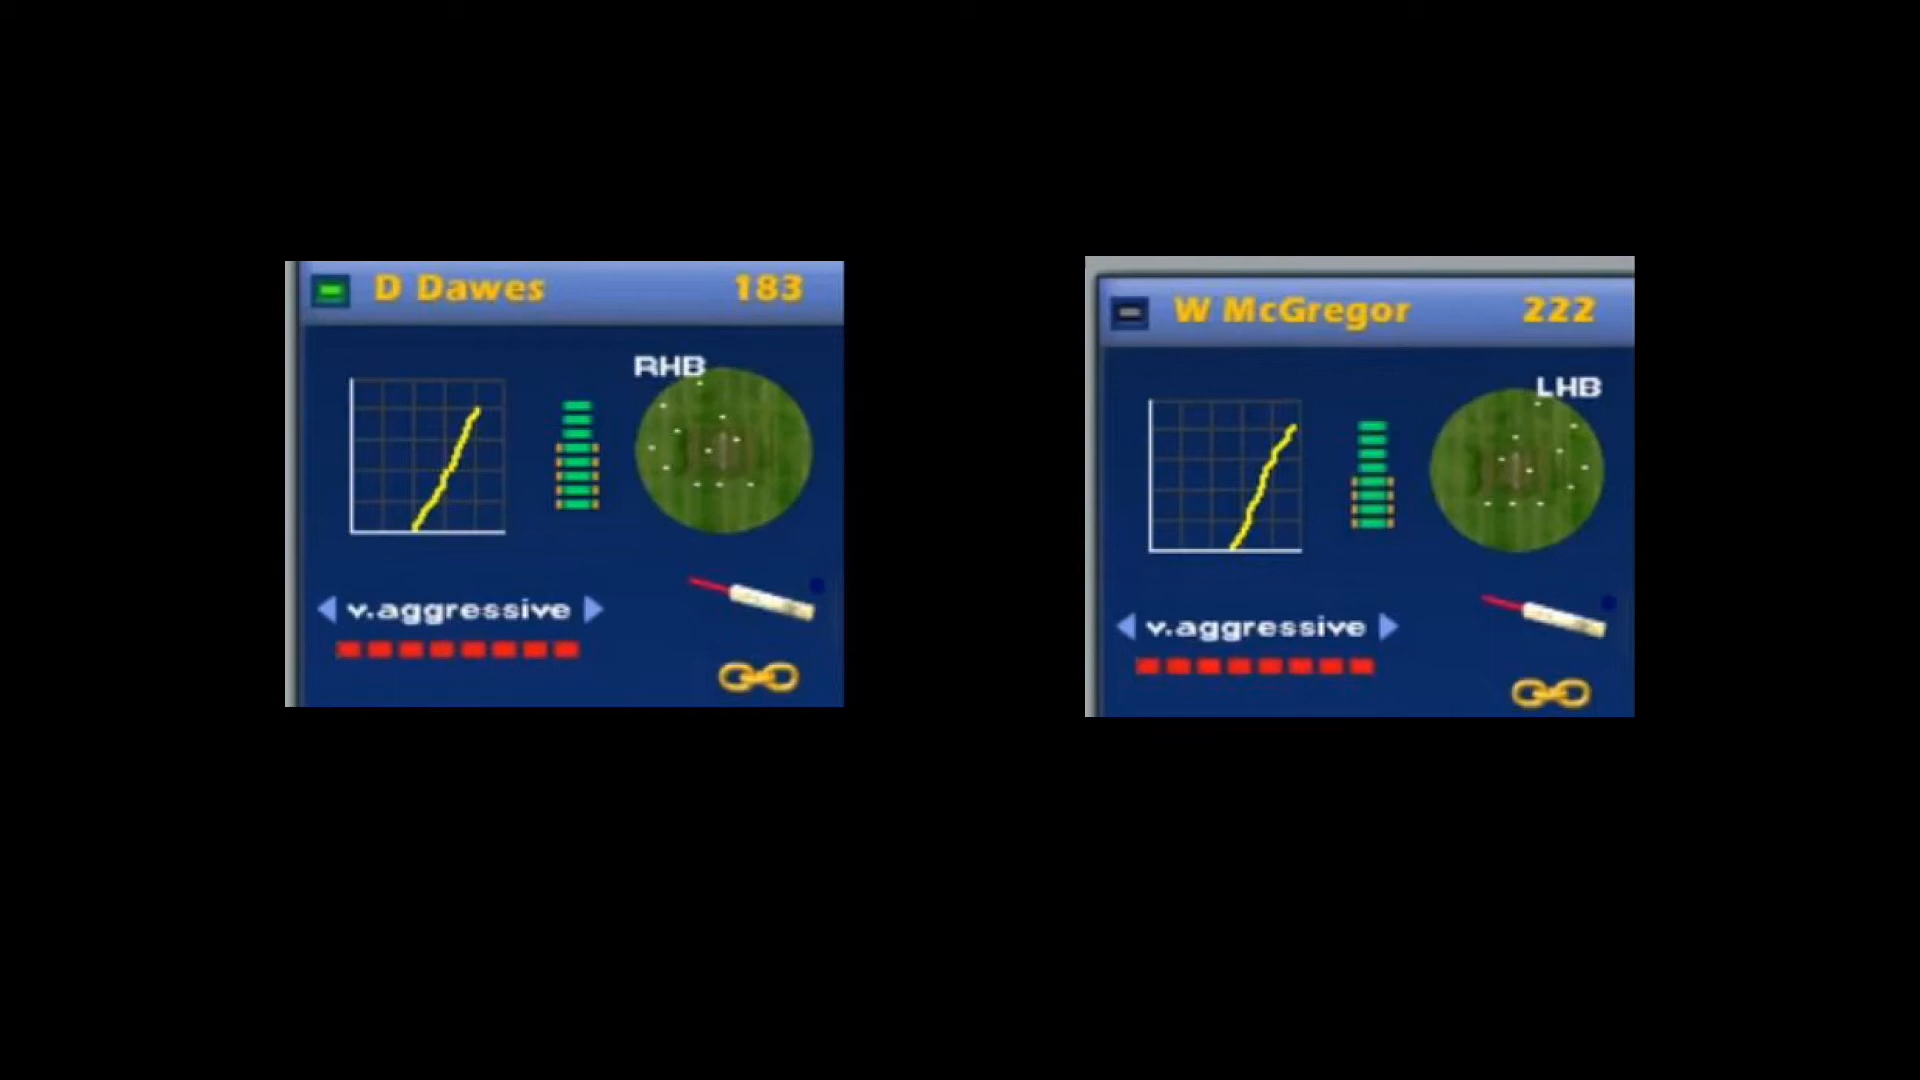 D Dawes 183
RHB
v.aggressive
W McGregor 222
LHB
v.aggressive